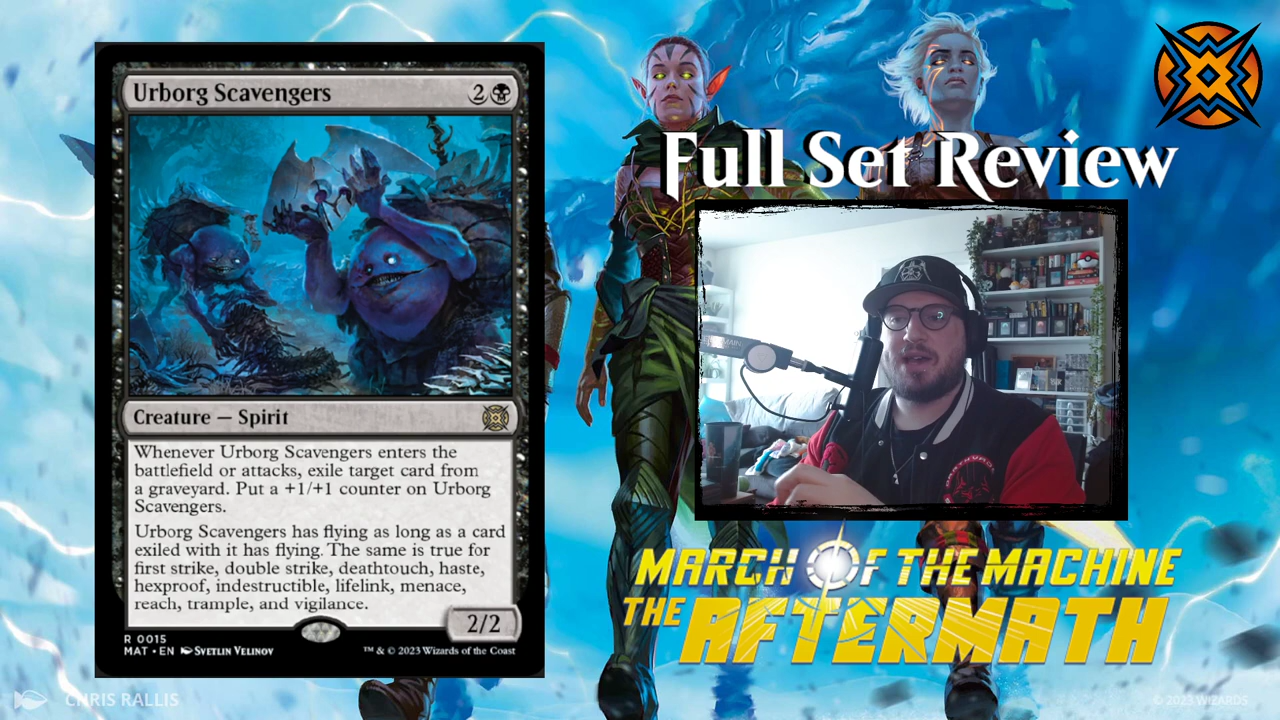 Urborg Scavengers 2
Creature — Spirit
Whenever Urborg Scavengers enters the
battlefield or attacks, exile target card from
a graveyard. Put a +1/+1 counter on Urborg
Scavengers.
Urborg Scavengers has flying as long as a card
exiled with it has flying. The same is true for
first strike, double strike, deathtouch, haste,
hexproof, indestructible, lifelink, menace,
reach, trample, and vigilance.
2/2
R 0015
MAT • EN SVETLIN VELINOV ™ & © 2023 Wizards of the Coast
CHRIS RALLIS
Full Set Review
MARCH OF THE MACHINE
THE AFTERMATH
© 2023 WIZARDS